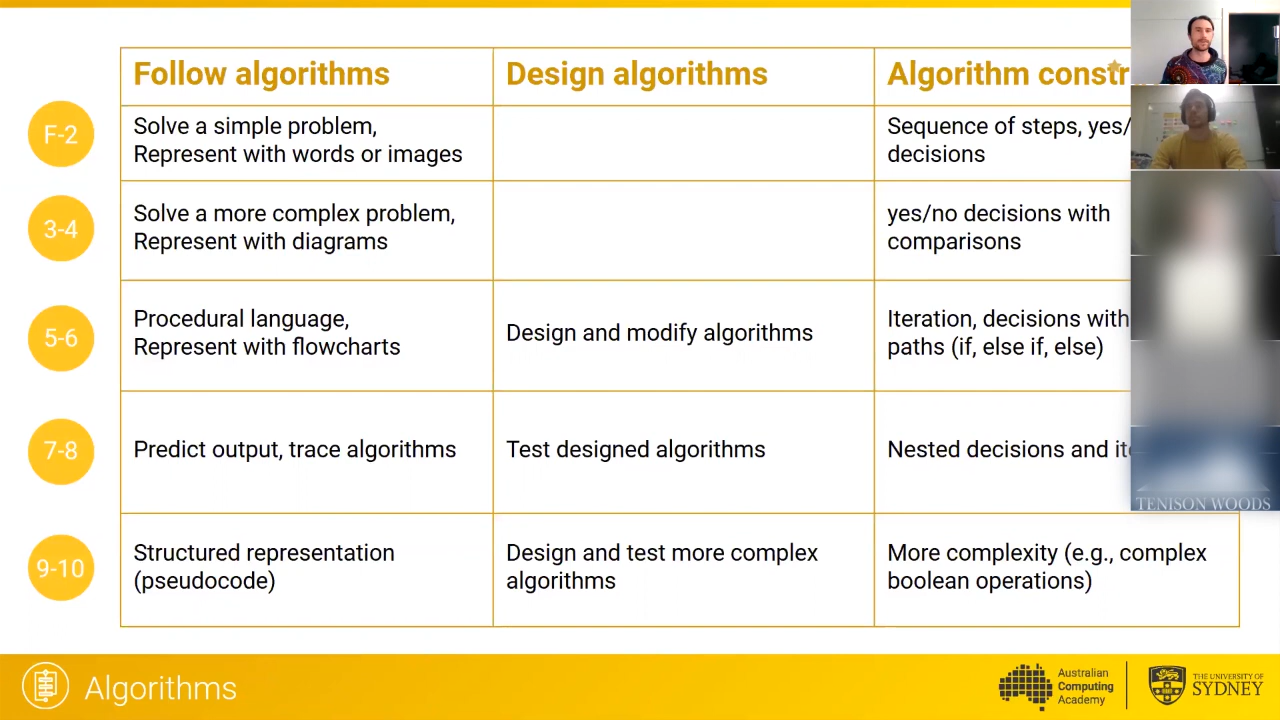 Follow algorithms
Design algorithms
Algorithm constr
F-2
Solve a simple problem,
Represent with words or images
Sequence of steps, yes/
decisions
3-4
Solve a more complex problem,
Represent with diagrams
yes/no decisions with
comparisons
5-6
Procedural language,
Represent with flowcharts
Design and modify algorithms
Iteration, decisions with
paths (if, else if, else)
7-8
Predict output, trace algorithms
Test designed algorithms
Nested decisions and it
9-10
Structured representation
(pseudocode)
Design and test more complex
algorithms
More complexity (e.g., complex
boolean operations)
TENISON WOODS
Algorithms
Australian
Computing
Academy
THE UNIVERSITY OF
SYDNEY